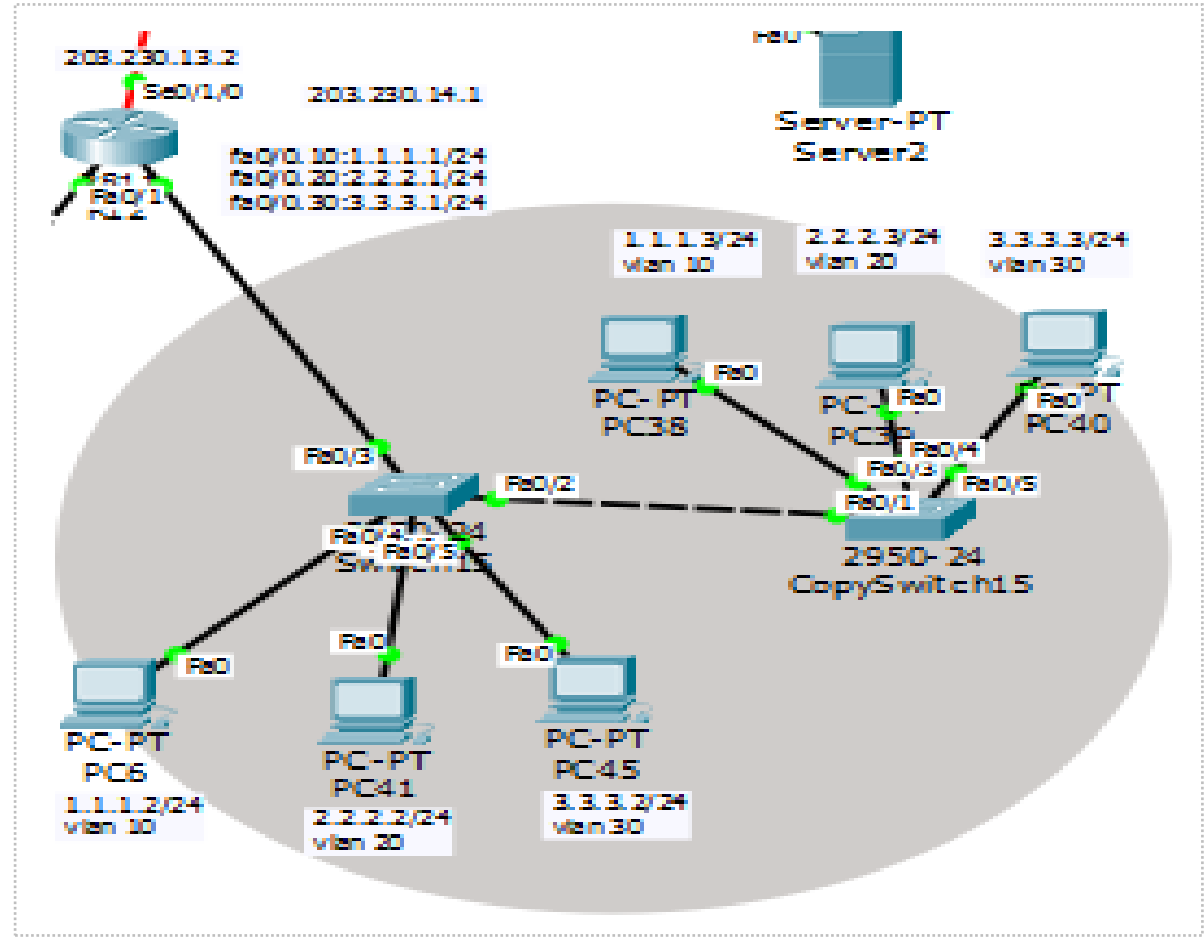 203.230.13.2
Se0/1/0
203.230.14.1
Fa0
Server-PT
Server2
fa0/0.10:1.1.1.1/24
fa0/0.20:2.2.2.1/24
fa0/0.30:3.3.3.1/24
Fa0/1
1.1.1.3/24
vlan 10
2.2.2.3/24
vlan 20
3.3.3.3/24
vlan 30
Fa0
PC-PT
PC38
Fa0
PC39
Fa0
PC40
Fa0/3
Fa0/2
Fa0/4
Fa0/3
Fa0/5
Fa0/1
2950-24
CopySwitch15
Fa0/5
Fa0
PC-PT
PC6
1.1.1.2/24
vlan 10
Fa0
PC-PT
PC41
2.2.2.2/24
vlan 20
Fa0
PC-PT
PC45
3.3.3.2/24
vlan 30